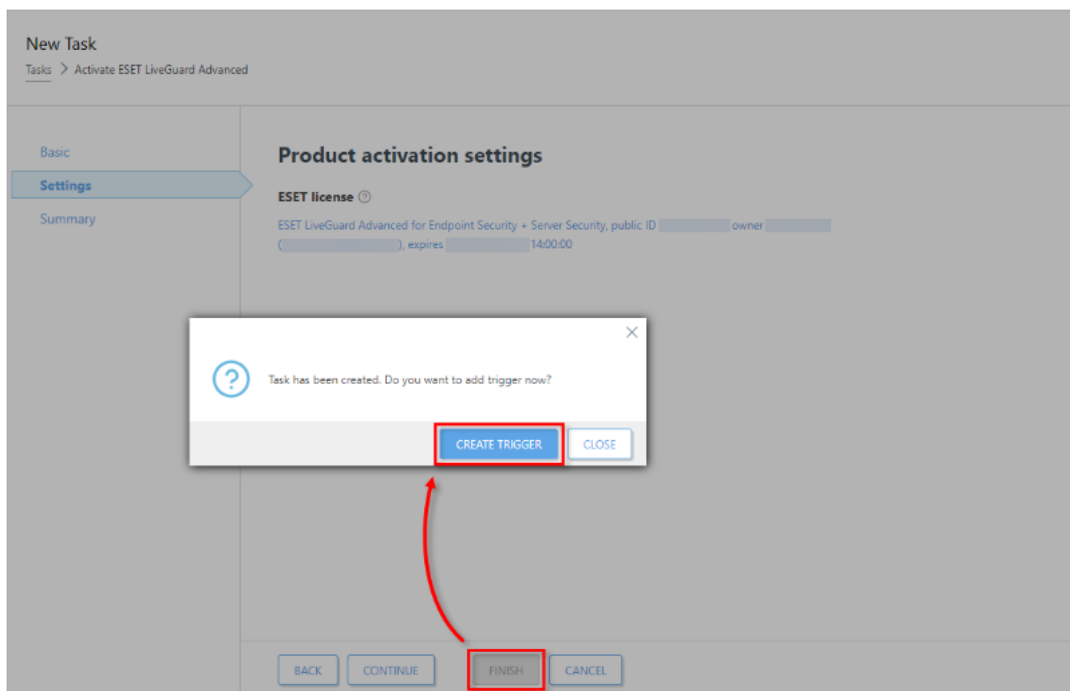 New Task
Tasks > Activate ESET LiveGuard Advanced
Basic
Settings
Summary
Product activation settings
ESET license ?
ESET LiveGuard Advanced for Endpoint Security + Server Security, public ID owner
( ), expires 14:00:00
Task has been created. Do you want to add trigger now?
CREATE TRIGGER CLOSE
BACK CONTINUE FINISH CANCEL